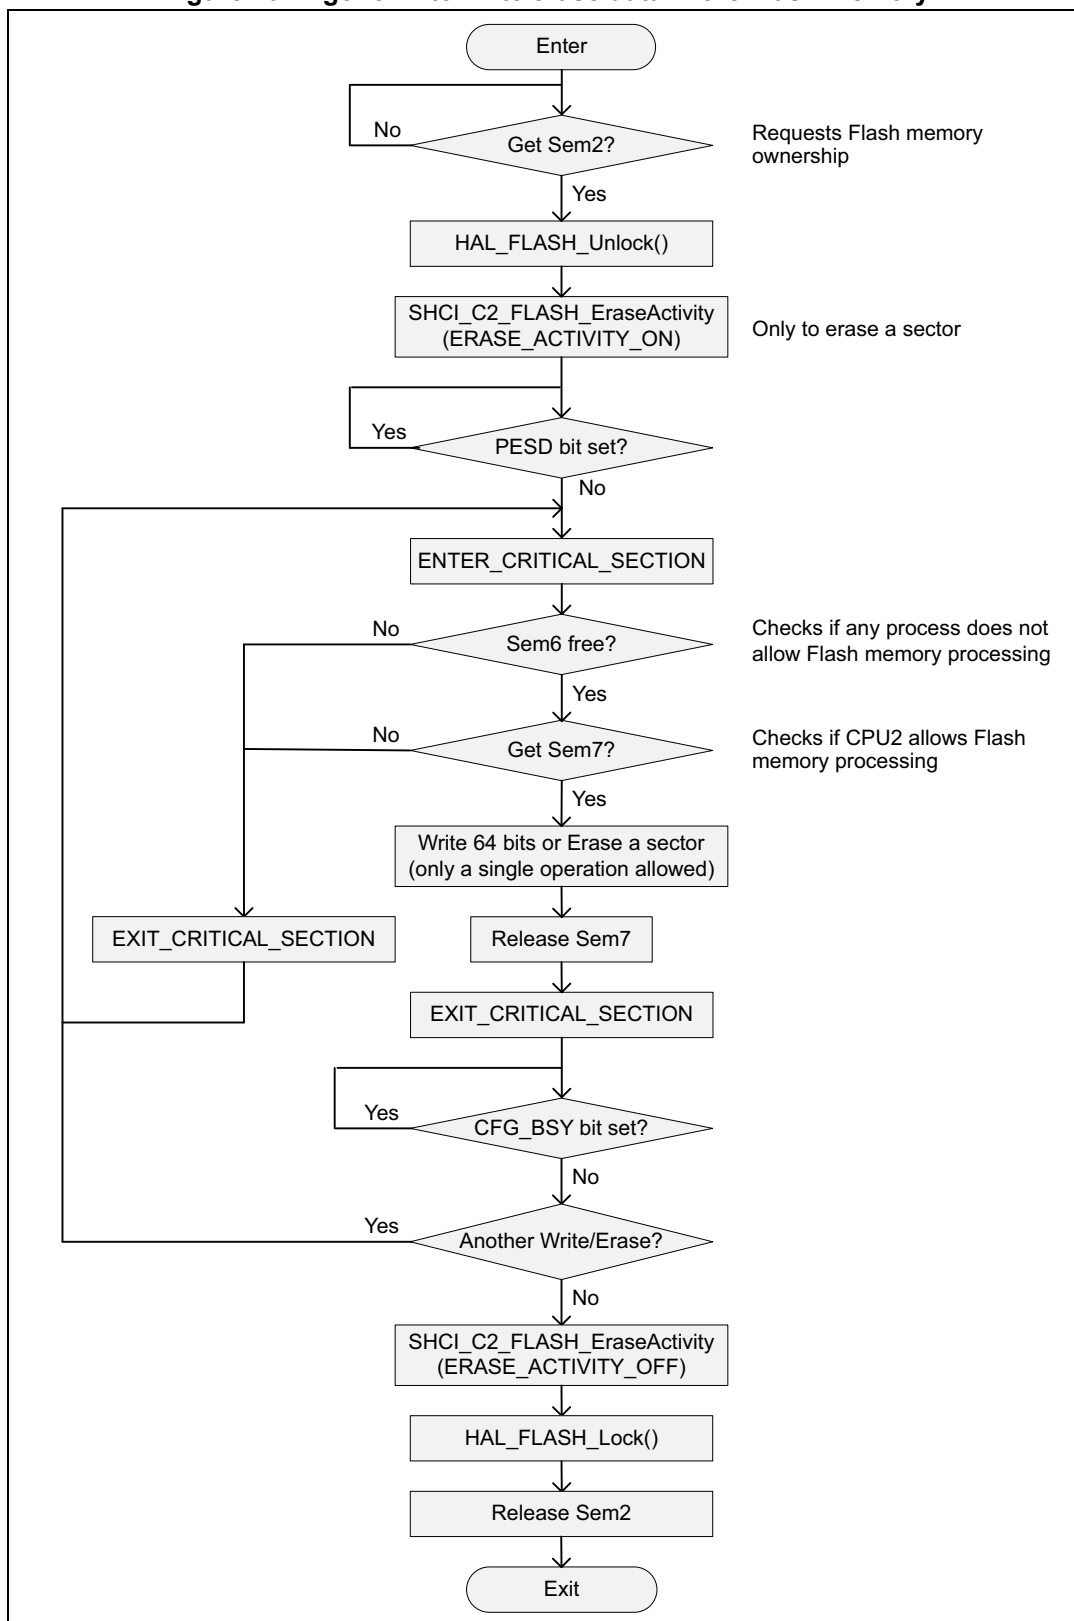 Enter
No
Get Sem2?
Requests Flash memory
ownership
Yes
HAL_FLASH_Unlock()
SHCI_C2_FLASH_EraseActivity
(ERASE_ACTIVITY_ON)
Only to erase a sector
Yes
PESD bit set?
No
ENTER_CRITICAL_SECTION
No
Sem6 free?
Checks if any process does not
allow Flash memory processing
Yes
No
Get Sem7?
Checks if CPU2 allows Flash
memory processing
Yes
Write 64 bits or Erase a sector
(only a single operation allowed)
EXIT_CRITICAL_SECTION
Release Sem7
EXIT_CRITICAL_SECTION
Yes
CFG_BSY bit set?
No
Yes
Another Write/Erase?
No
SHCI_C2_FLASH_EraseActivity
(ERASE_ACTIVITY_OFF)
HAL_FLASH_Lock()
Release Sem2
Exit